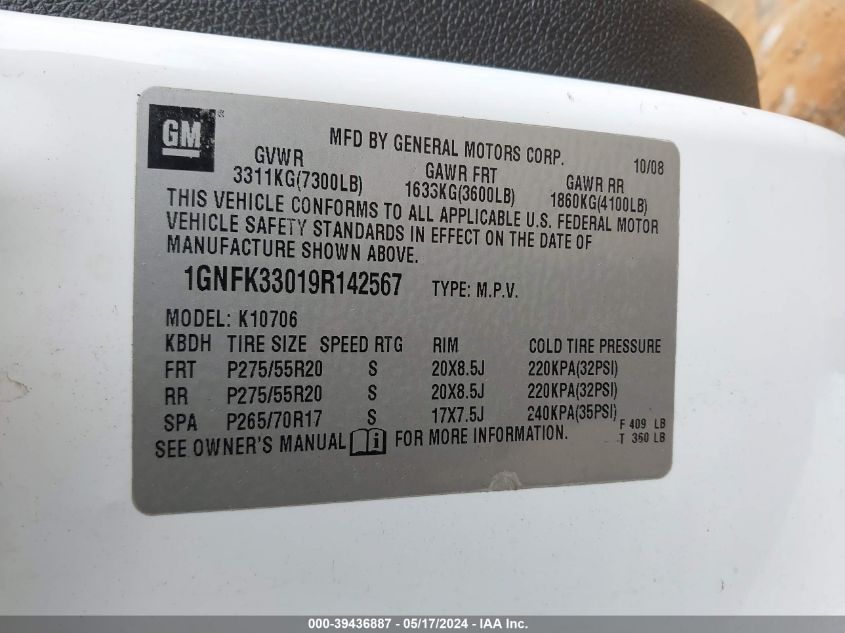 GM®
MFD BY GENERAL MOTORS CORP. 10/08
GVWR GAWR FRT GAWR RR
3311KG(7300LB) 1633KG(3600LB) 1860KG(4100LB)
THIS VEHICLE CONFORMS TO ALL APPLICABLE U.S. FEDERAL MOTOR
VEHICLE SAFETY STANDARDS IN EFFECT ON THE DATE OF
MANUFACTURE SHOWN ABOVE.
1GNFK33019R142567 TYPE: M.P.V.
MODEL: K10706
KBDH TIRE SIZE SPEED RTG RIM COLD TIRE PRESSURE
FRT P275/55R20 S 20X8.5J 220KPA(32PSI)
RR P275/55R20 S 20X8.5J 220KPA(32PSI)
SPA P265/70R17 S 17X7.5J 240KPA(35PSI)
F 409 LB
SEE OWNER'S MANUAL i FOR MORE INFORMATION. T 360 LB
000-39436887 - 05/17/2024 - IAA Inc.